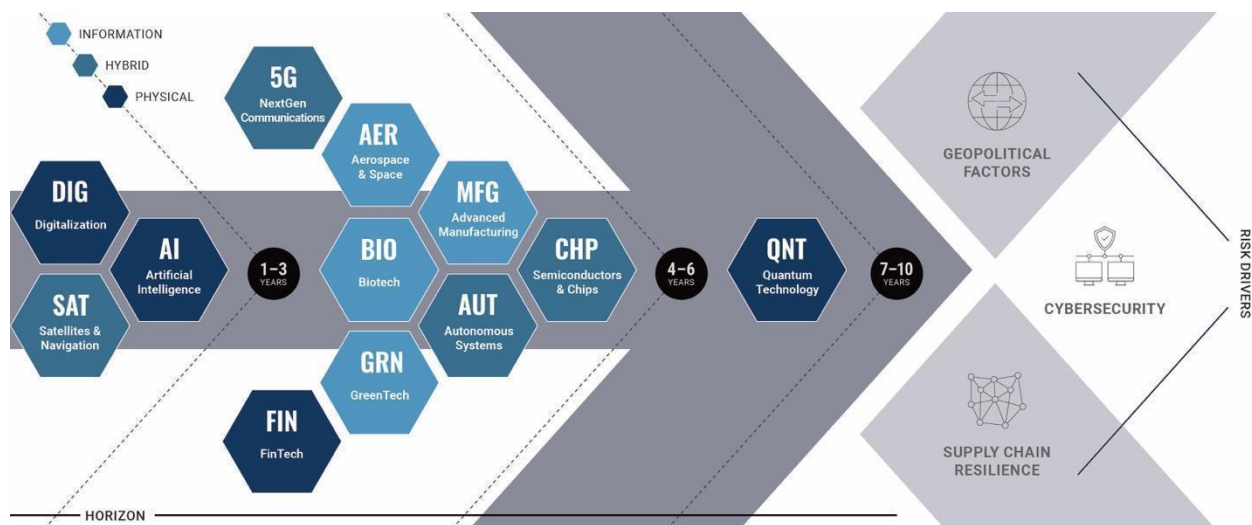 INFORMATION
HYBRID
PHYSICAL
DIG
Digitalization
AI
Artificial
Intelligence
SAT
Satellites &
Navigation
1–3
YEARS
5G
NextGen
Communications
AER
Aerospace
& Space
MFG
Advanced
Manufacturing
BIO
Biotech
CHP
Semiconductors
& Chips
AUT
Autonomous
Systems
GRN
GreenTech
FIN
FinTech
4–6
YEARS
QNT
Quantum
Technology
7–10
YEARS
GEOPOLITICAL
FACTORS
CYBERSECURITY
SUPPLY CHAIN
RESILIENCE
RISK DRIVERS
HORIZON